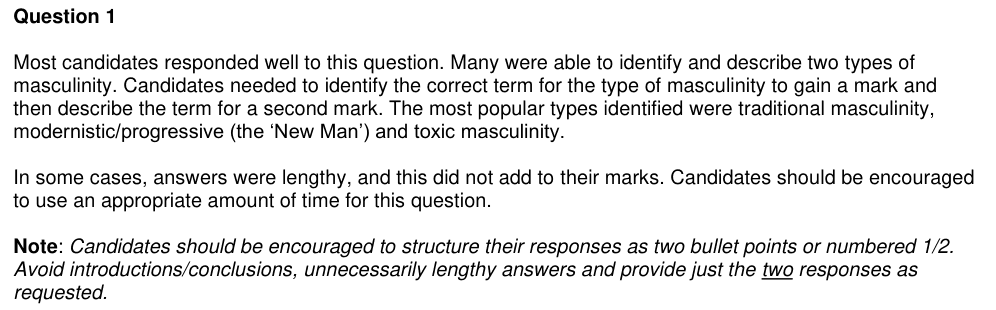 Question 1
Most candidates responded well to this question. Many were able to identify and describe two types of
masculinity. Candidates needed to identify the correct term for the type of masculinity to gain a mark and
then describe the term for a second mark. The most popular types identified were traditional masculinity,
modernistic/progressive (the ‘New Man’) and toxic masculinity.
In some cases, answers were lengthy, and this did not add to their marks. Candidates should be encouraged
to use an appropriate amount of time for this question.
Note: Candidates should be encouraged to structure their responses as two bullet points or numbered 1/2.
Avoid introductions/conclusions, unnecessarily lengthy answers and provide just the two responses as
requested.